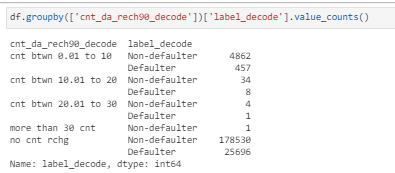 df.groupby(['cnt_da_rech90_decode'])['label_decode'].value_counts()
cnt_da_rech90_decode  label_decode
cnt btwn 0.01 to 10   Non-defaulter      4862
                      Defaulter           457
cnt btwn 10.01 to 20  Non-defaulter        34
                      Defaulter             8
cnt btwn 20.01 to 30  Non-defaulter         4
                      Defaulter             1
more than 30 cnt      Non-defaulter         1
no cnt rchg           Non-defaulter    178530
                      Defaulter         25696
Name: label_decode, dtype: int64